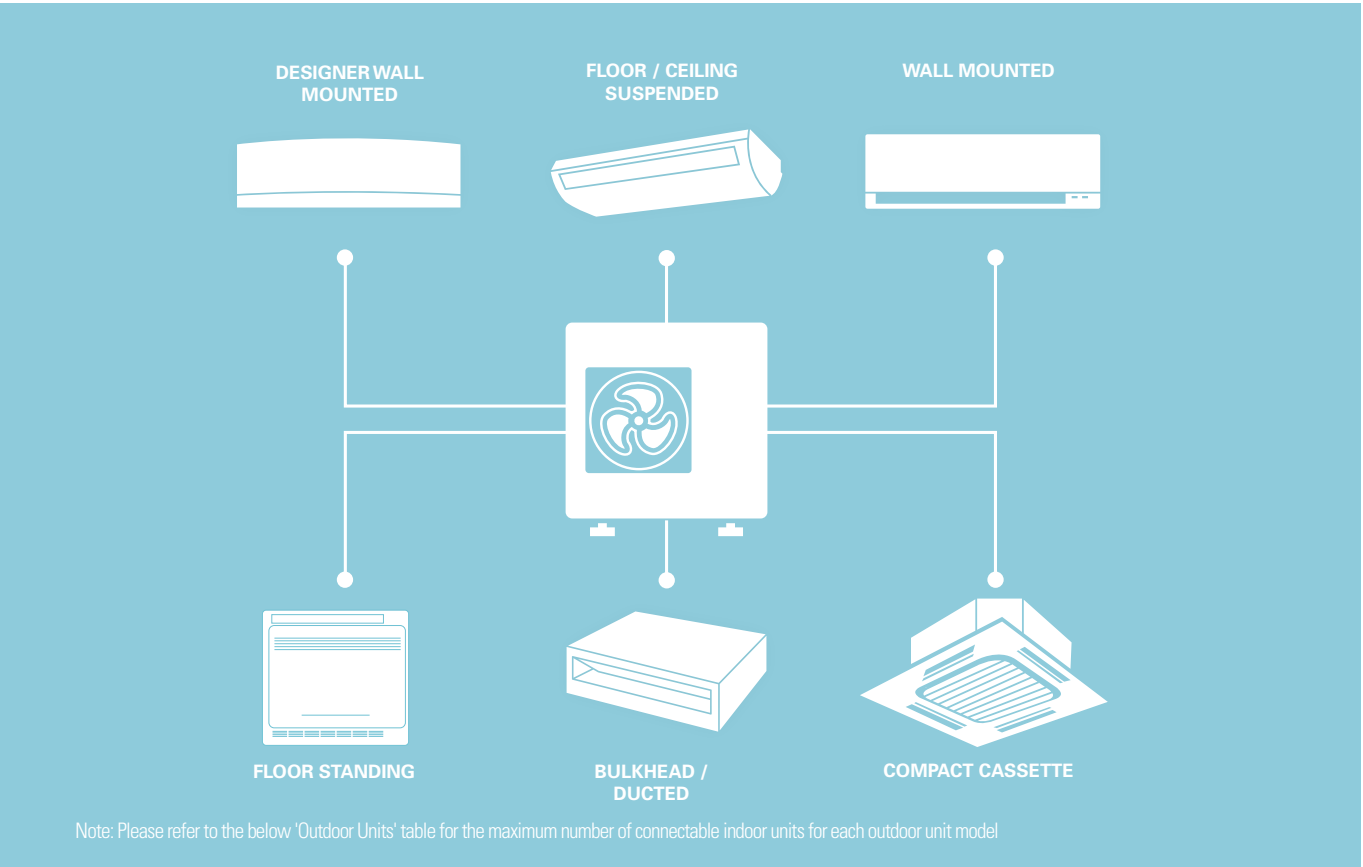 DESIGNER WALL
MOUNTED
FLOOR / CEILING
SUSPENDED
WALL MOUNTED
FLOOR STANDING
BULKHEAD /
DUCTED
COMPACT CASSETTE
Note: Please refer to the below 'Outdoor Units' table for the maximum number of connectable indoor units for each outdoor unit model